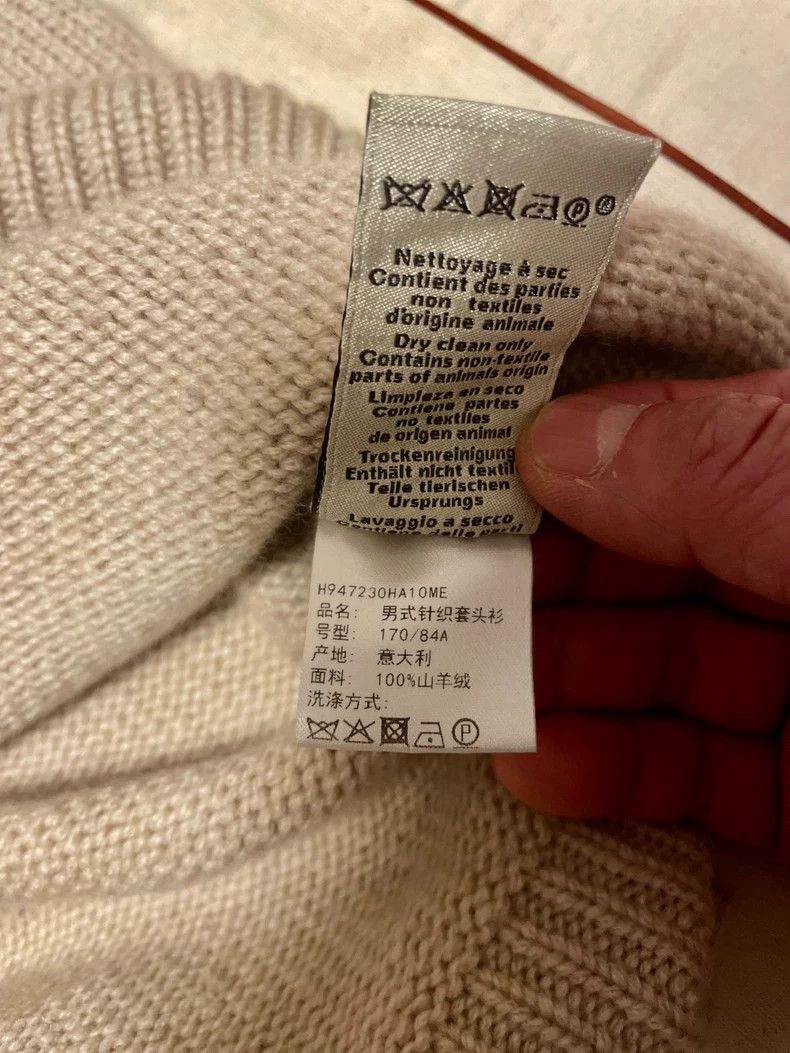 Nettoyage à sec
Contient des parties
non textiles
d'origine animale
Dry clean only
Contains non-textile
parts of animals origin
Limpieza en seco
Contiene partes
no textiles
de origen animal
Trockenreinigung
Enthält nicht
Teile tierischen
Ursprungs
Lavaggio a secco
H947230HA10ME
品名: 男式针织套头衫
号型: 170/84A
产地: 意大利
面料: 100%山羊绒
洗涤方式:
P